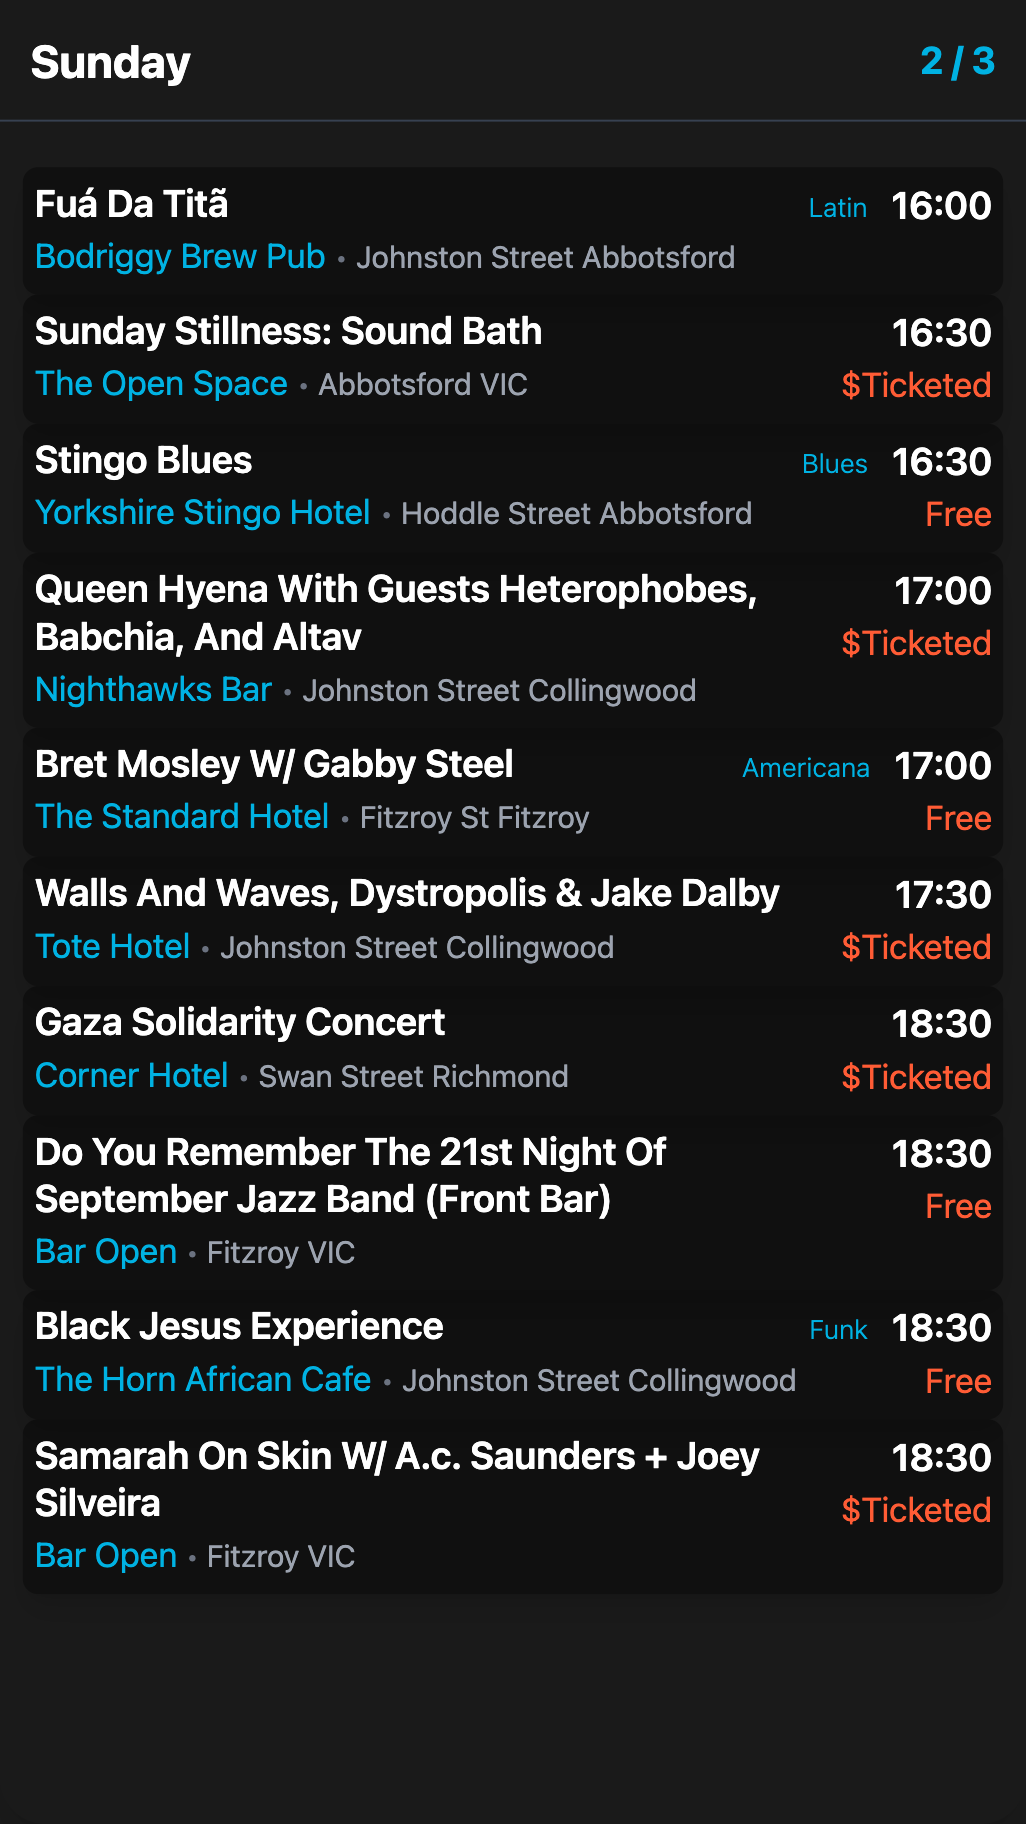 Sunday 2 / 3
Fuá Da Titã Latin 16:00
Bodriggy Brew Pub • Johnston Street Abbotsford
Sunday Stillness: Sound Bath 16:30
The Open Space • Abbotsford VIC $Ticketed
Stingo Blues Blues 16:30
Yorkshire Stingo Hotel • Hoddle Street Abbotsford Free
Queen Hyena With Guests Heterophobes, 17:00
Babchia, And Altav $Ticketed
Nighthawks Bar • Johnston Street Collingwood
Bret Mosley W/ Gabby Steel Americana 17:00
The Standard Hotel • Fitzroy St Fitzroy Free
Walls And Waves, Dystropolis & Jake Dalby 17:30
Tote Hotel • Johnston Street Collingwood $Ticketed
Gaza Solidarity Concert 18:30
Corner Hotel • Swan Street Richmond $Ticketed
Do You Remember The 21st Night Of 18:30
September Jazz Band (Front Bar) Free
Bar Open • Fitzroy VIC
Black Jesus Experience Funk 18:30
The Horn African Cafe • Johnston Street Collingwood Free
Samarah On Skin W/ A.c. Saunders + Joey 18:30
Silveira $Ticketed
Bar Open • Fitzroy VIC